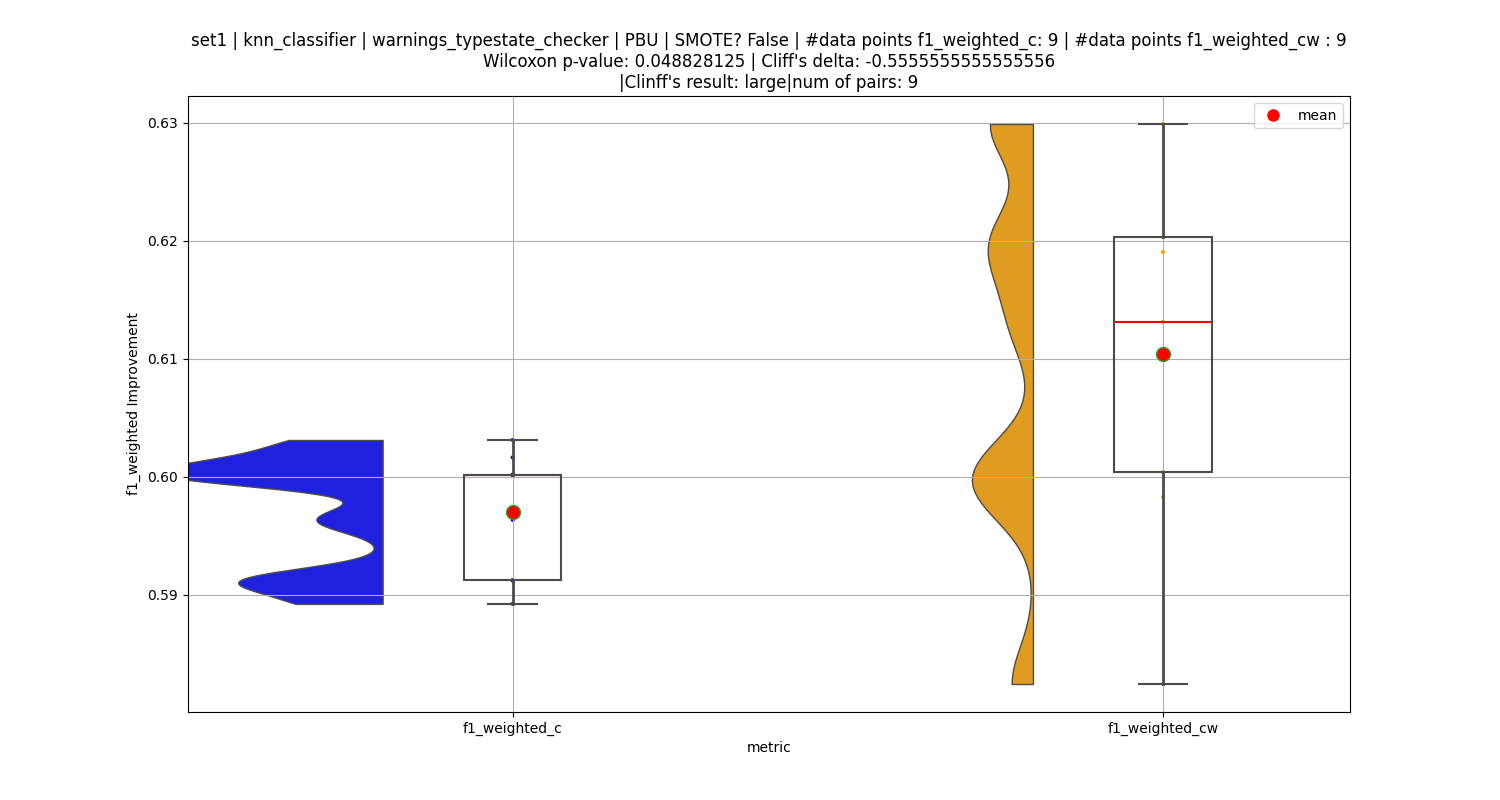 set1 | knn_classifier | warnings_typestate_checker | PBU | SMOTE? False | #data points f1_weighted_c: 9 | #data points f1_weighted_cw : 9
Wilcoxon p-value: 0.048828125 | Cliff's delta: -0.5555555555555556
|Clinff's result: large|num of pairs: 9
mean
0.63
0.62
0.61
0.60
0.59
f1_weighted Improvement
f1_weighted_c
f1_weighted_cw
metric